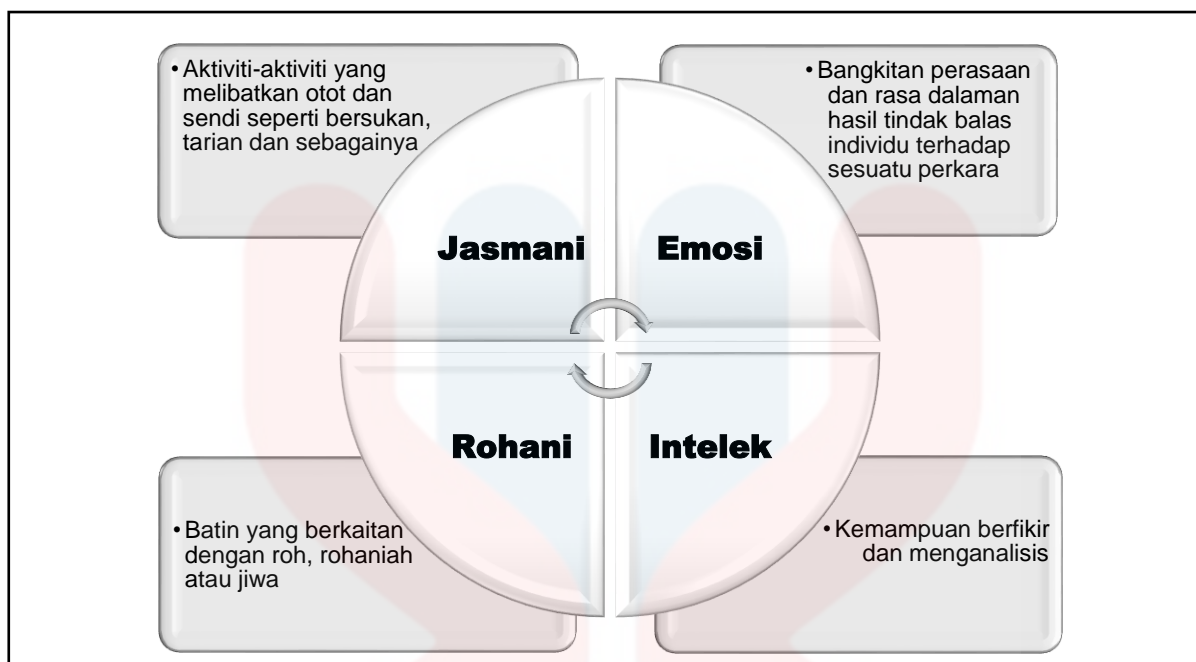 • Aktiviti-aktiviti yang
melibatkan otot dan
sendi seperti bersukan,
tarian dan sebagainya
• Bangkitan perasaan
dan rasa dalaman
hasil tindak balas
individu terhadap
sesuatu perkara
Jasmani
Emosi
Rohani
Intelek
• Batin yang berkaitan
dengan roh, rohaniah
atau jiwa
• Kemampuan berfikir
dan menganalisis